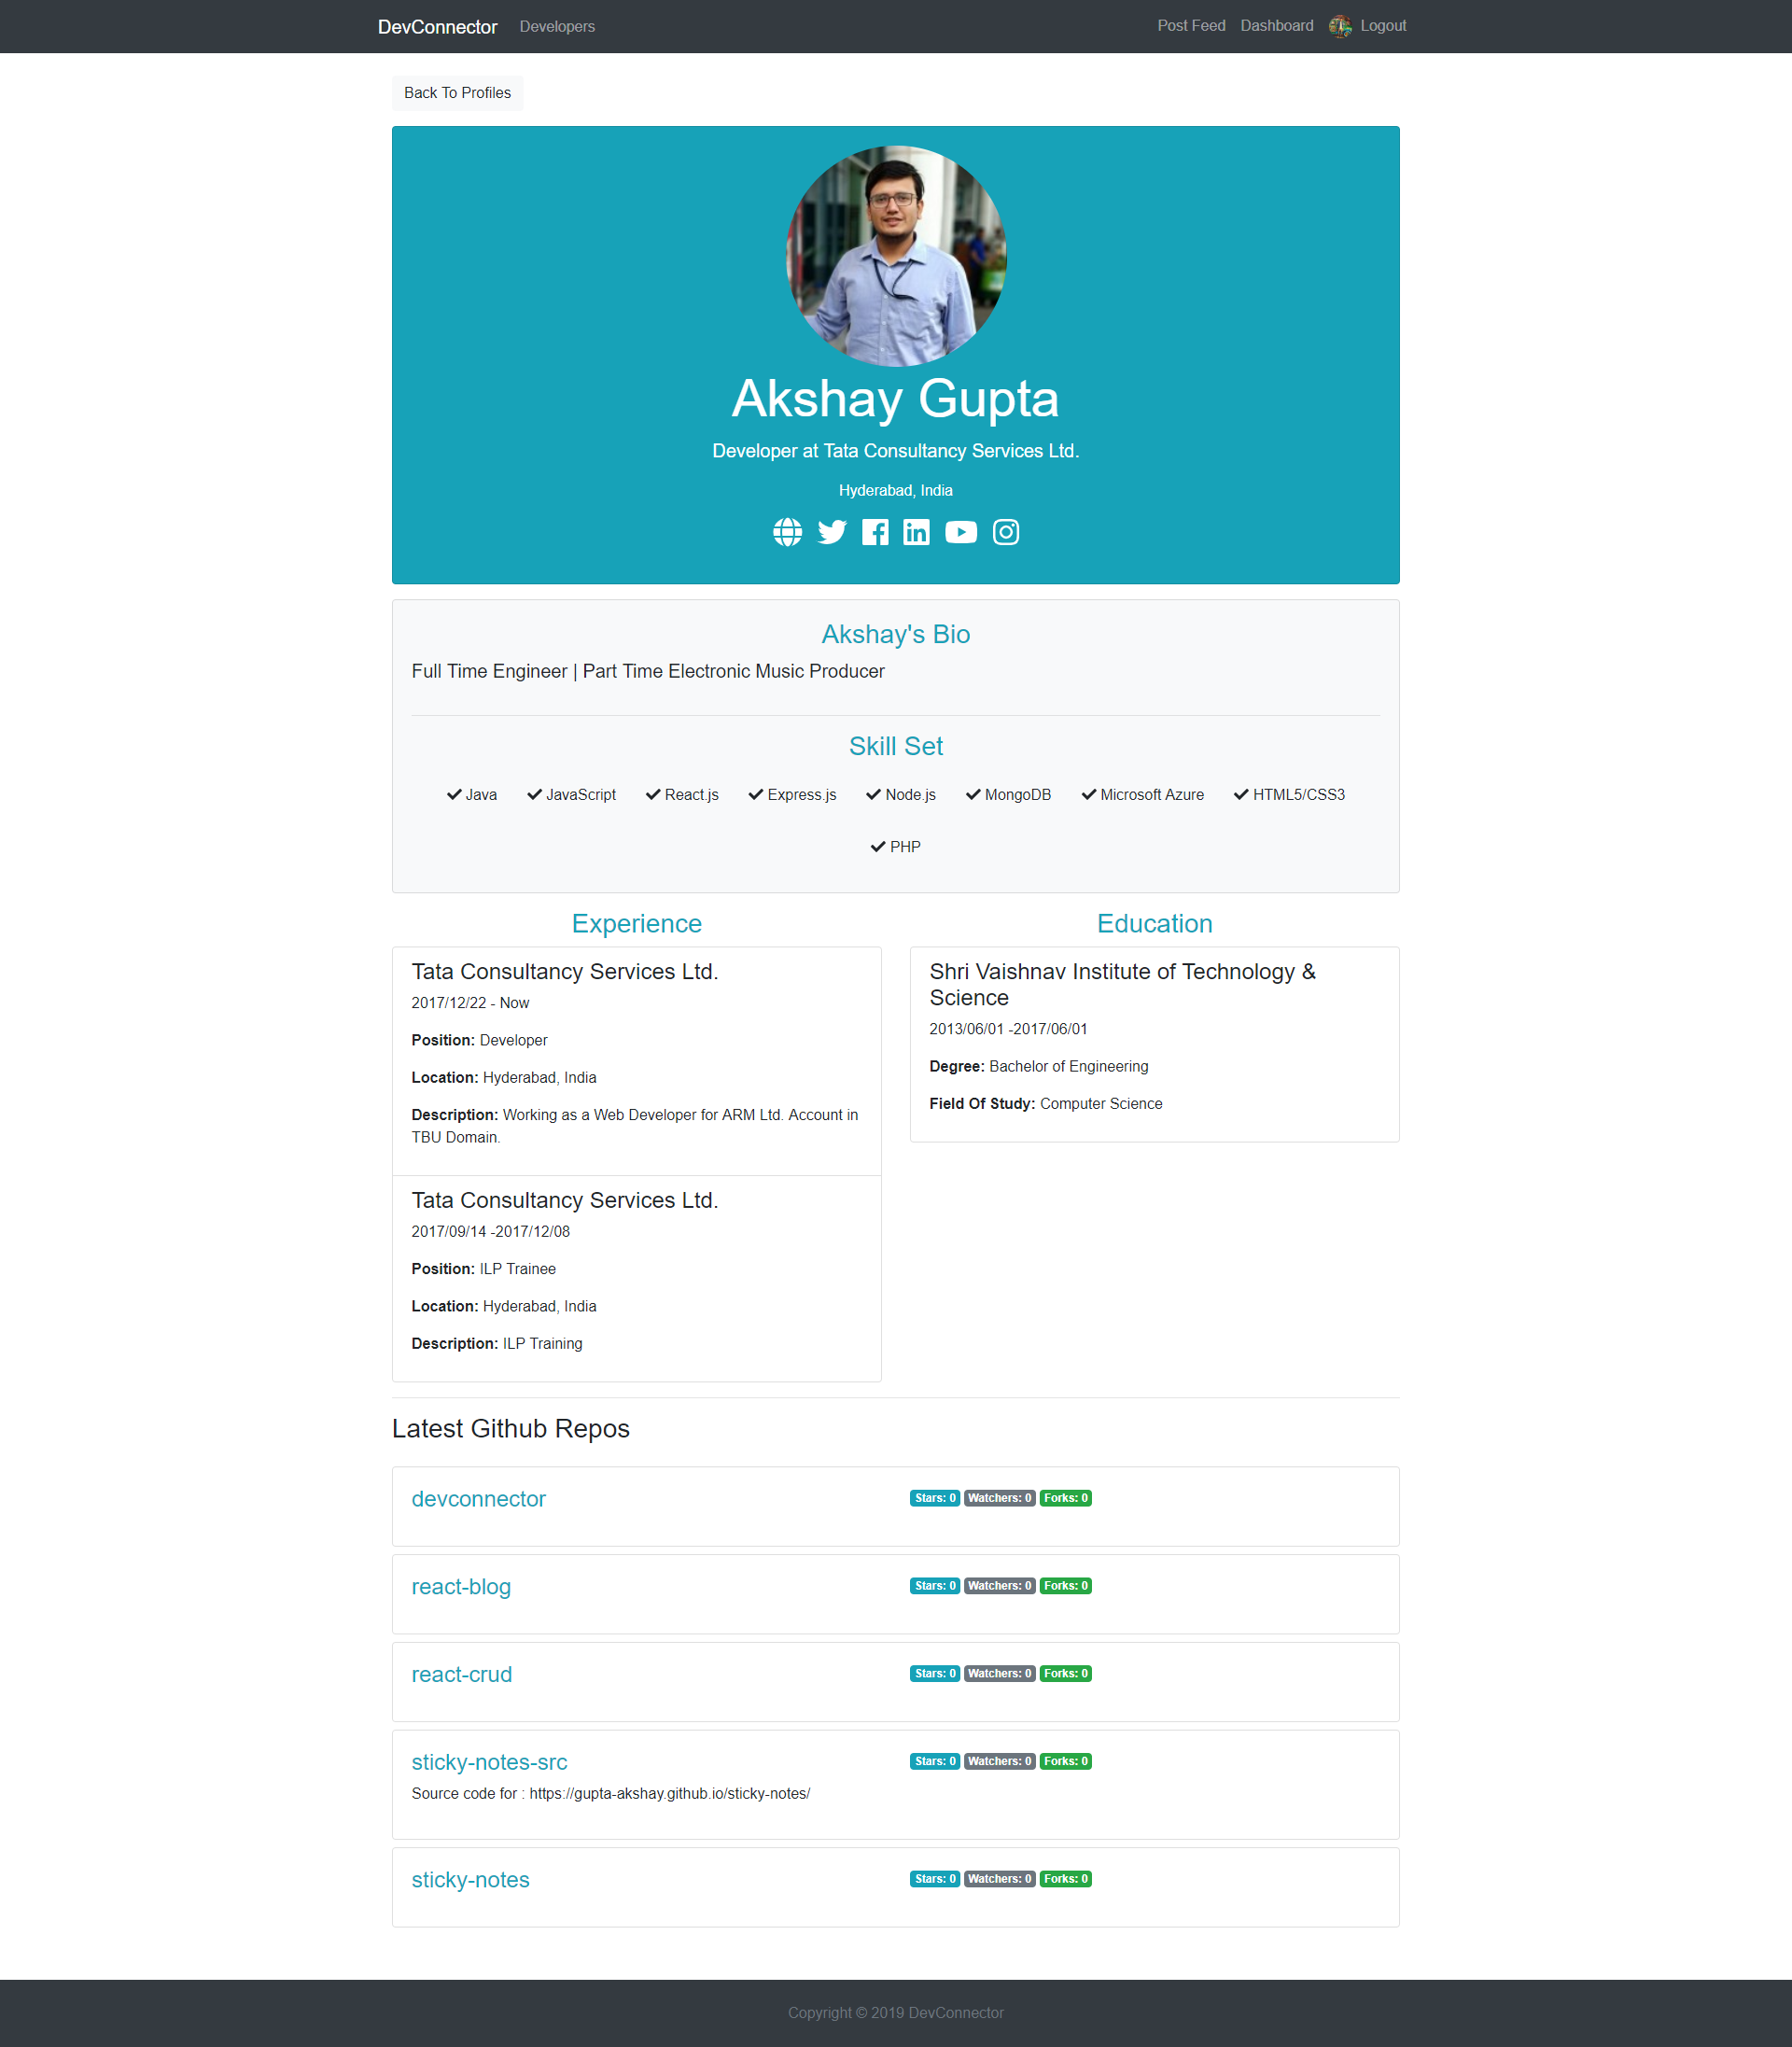 DevConnector Developers Post Feed Dashboard Logout
Back To Profiles
Akshay Gupta
Developer at Tata Consultancy Services Ltd.
Hyderabad, India
Akshay's Bio
Full Time Engineer | Part Time Electronic Music Producer
Skill Set
Java JavaScript React.js Express.js Node.js MongoDB Microsoft Azure HTML5/CSS3
PHP
Experience
Tata Consultancy Services Ltd.
2017/12/22 - Now
Position: Developer
Location: Hyderabad, India
Description: Working as a Web Developer for ARM Ltd. Account in
TBU Domain.
Tata Consultancy Services Ltd.
2017/09/14 -2017/12/08
Position: ILP Trainee
Location: Hyderabad, India
Description: ILP Training
Education
Shri Vaishnav Institute of Technology &
Science
2013/06/01 -2017/06/01
Degree: Bachelor of Engineering
Field Of Study: Computer Science
Latest Github Repos
devconnector Stars: 0 Watchers: 0 Forks: 0
react-blog Stars: 0 Watchers: 0 Forks: 0
react-crud Stars: 0 Watchers: 0 Forks: 0
sticky-notes-src Stars: 0 Watchers: 0 Forks: 0
Source code for : https://gupta-akshay.github.io/sticky-notes/
sticky-notes Stars: 0 Watchers: 0 Forks: 0
Copyright © 2019 DevConnector